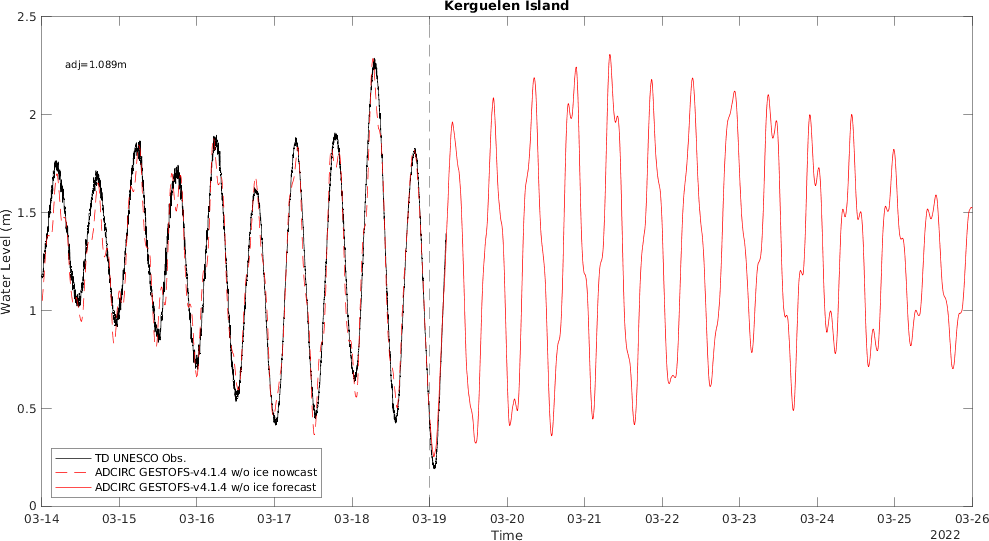 Kerguelen Island
2.5
adj=1.089m
2
1.5
Water Level (m)
1
0.5
TD UNESCO Obs.
ADCIRC GESTOFS-v4.1.4 w/o ice nowcast
ADCIRC GESTOFS-v4.1.4 w/o ice forecast
0
03-14 03-15 03-16 03-17 03-18 03-19 03-20 03-21 03-22 03-23 03-24 03-25 03-26
Time
2022